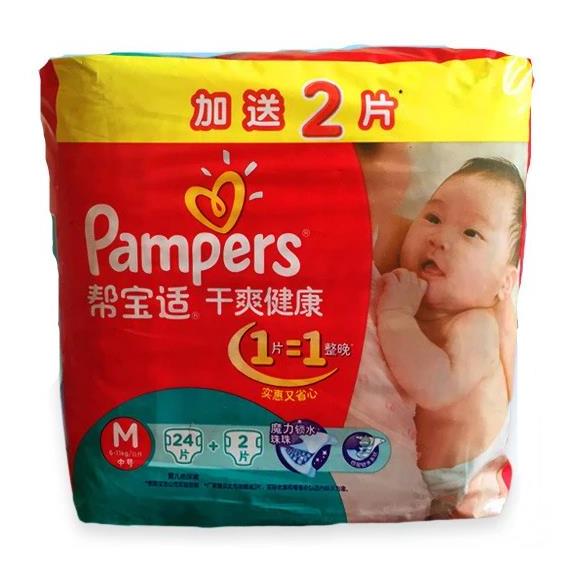 加送2片
Pampers®
帮宝适® 干爽健康
1片=1整晚
实惠又省心
M
中号
24片 + 2片
魔力锁水
珠珠